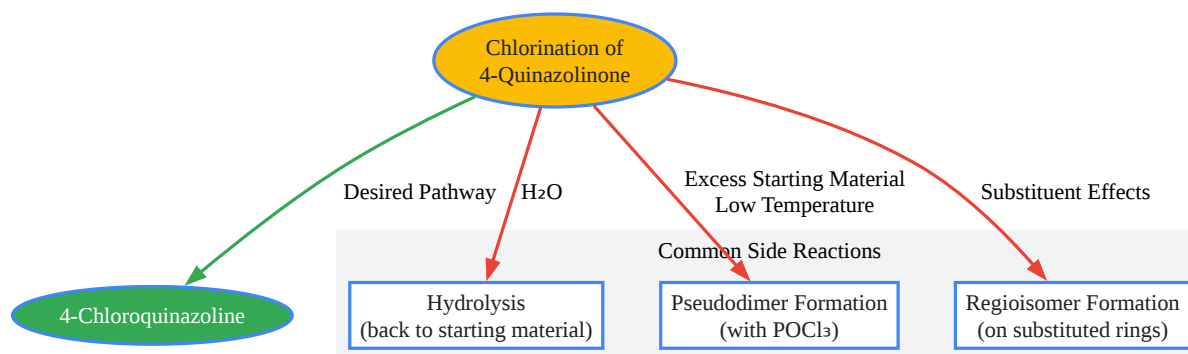 Chlorination of
4-Quinazolinone
Desired Pathway
H₂O
Excess Starting Material
Low Temperature
Substituent Effects
Common Side Reactions
4-Chloroquinazoline
Hydrolysis
(back to starting material)
Pseudodimer Formation
(with POCl₃)
Regioisomer Formation
(on substituted rings)